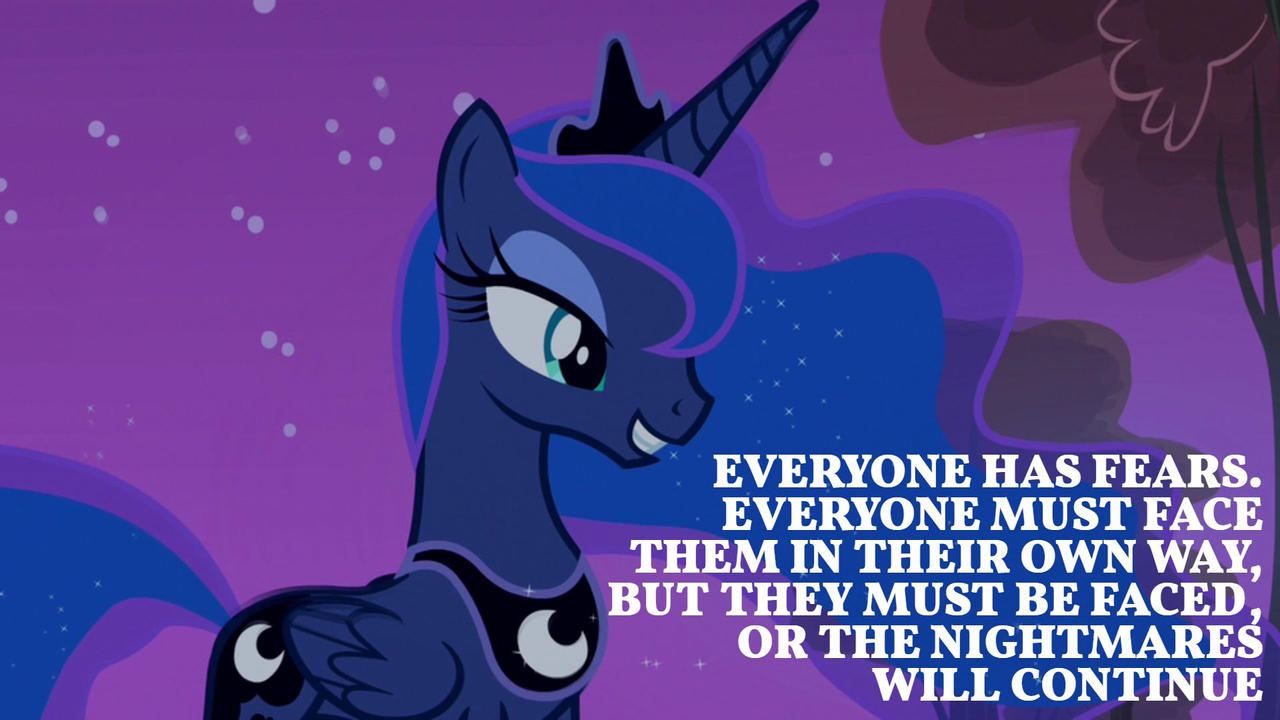 EVERYONE HAS FEARS.
EVERYONE MUST FACE
THEM IN THEIR OWN WAY,
BUT THEY MUST BE FACED,
OR THE NIGHTMARES
WILL CONTINUE